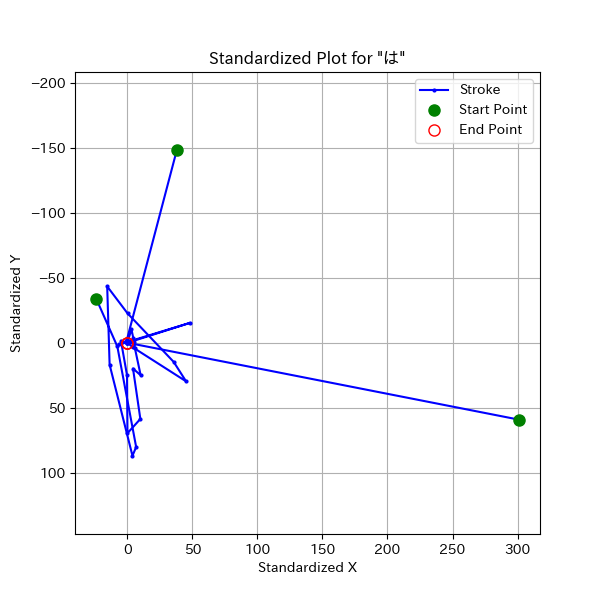 Standardized Plot for "は"
Stroke
Start Point
End Point
Standardized Y
−200
−150
−100
−50
0
50
100
0 50 100 150 200 250 300
Standardized X